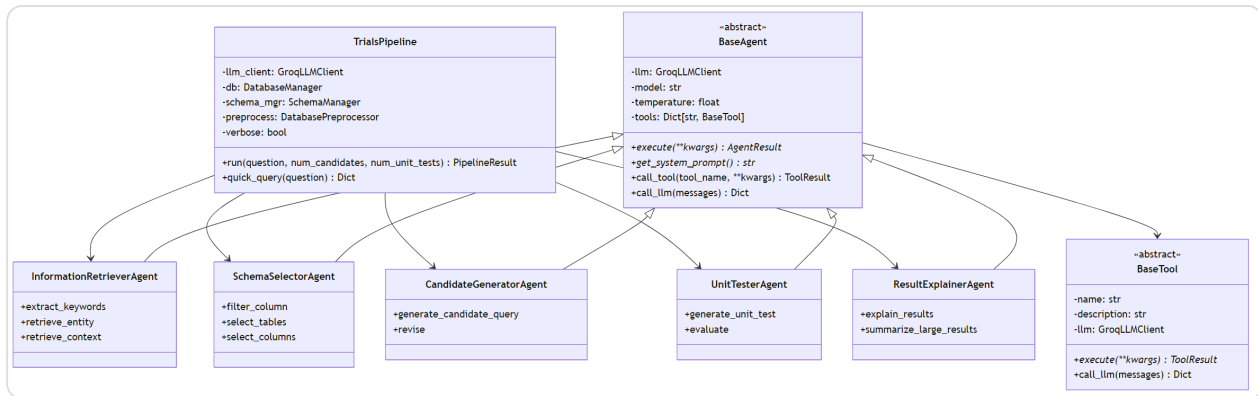 TrialsPipeline
-llm_client: GroqLLMClient
-db: DatabaseManager
-schema_mgr: SchemaManager
-preprocess: DatabasePreprocessor
-verbose: bool
+run(question, num_candidates, num_unit_tests) : PipelineResult
+quick_query(question) : Dict
«abstract»
BaseAgent
-llm: GroqLLMClient
-model: str
-temperature: float
-tools: Dict[str, BaseTool]
+execute(**kwargs) : AgentResult
+get_system_prompt() : str
+call_tool(tool_name, **kwargs) : ToolResult
+call_llm(messages) : Dict
InformationRetrieverAgent
+extract_keywords
+retrieve_entity
+retrieve_context
SchemaSelectorAgent
+filter_column
+select_tables
+select_columns
CandidateGeneratorAgent
+generate_candidate_query
+revise
UnitTesterAgent
+generate_unit_test
+evaluate
ResultExplainerAgent
+explain_results
+summarize_large_results
«abstract»
BaseTool
-name: str
-description: str
-llm: GroqLLMClient
+execute(**kwargs) : ToolResult
+call_llm(messages) : Dict